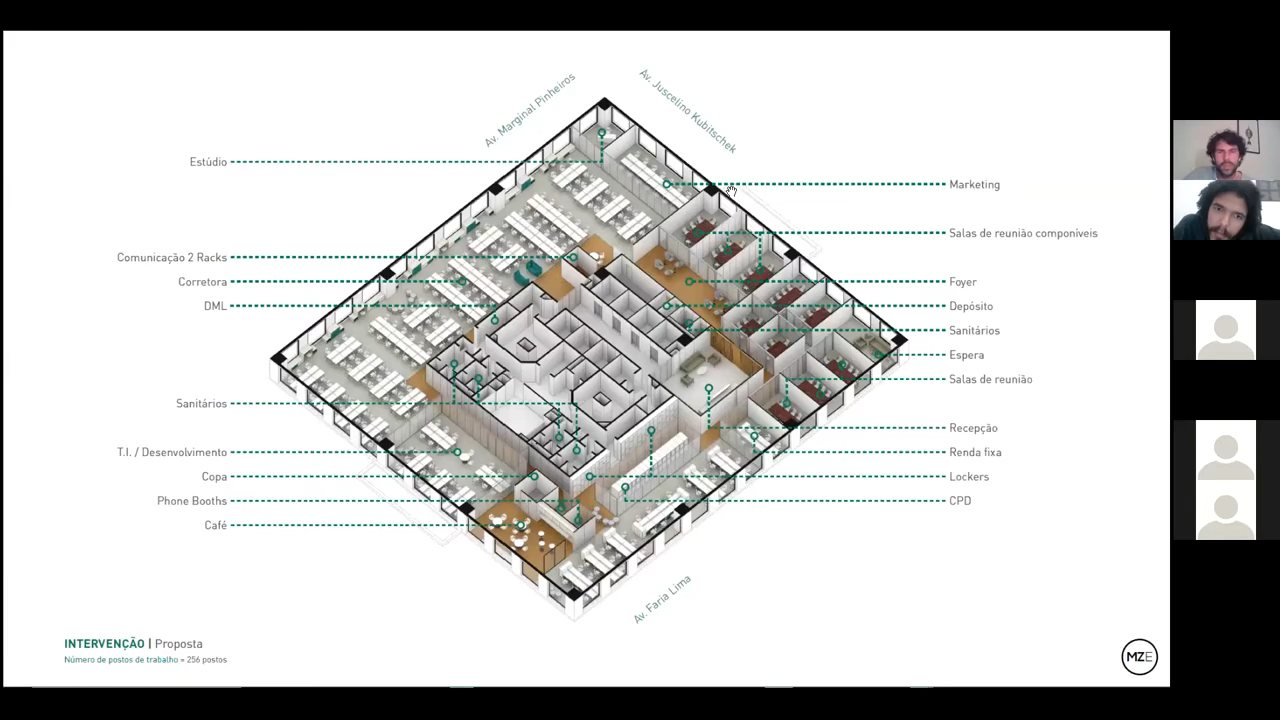 Av. Marginal Pinheiros
Av. Juscelino Kubitschek
Estúdio
Marketing
Salas de reunião componíveis
Comunicação 2 Racks
Corretora
Foyer
DML
Depósito
Sanitários
Espera
Salas de reunião
Sanitários
Recepção
T.I. / Desenvolvimento
Renda fixa
Copa
Lockers
Phone Booths
CPD
Café
Av. Faria Lima
INTERVENÇÃO | Proposta
Número de postos de trabalho = 256 postos
MZE